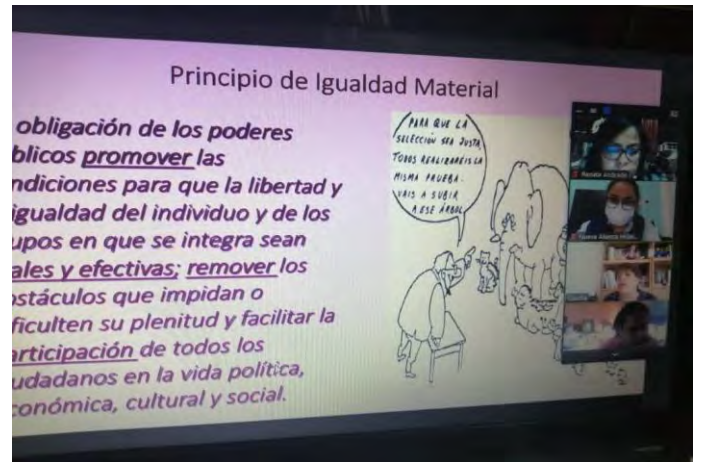 Principio de Igualdad Material
obligación de los poderes
blicos promover las
ndiciones para que la libertad y
igualdad del individuo y de los
upos en que se integra sean
ales y efectivas; remover los
stáculos que impidan o
ficulten su plenitud y facilitar la
articipación de todos los
udadanos en la vida política,
conómica, cultural y social.
PARA QUE LA
SELECCIÓN SEA JUSTA
TODOS REALIZARÉIS LA
MISMA PRUEBA.
VAIS A SUBIR
A ESE ÁRBOL